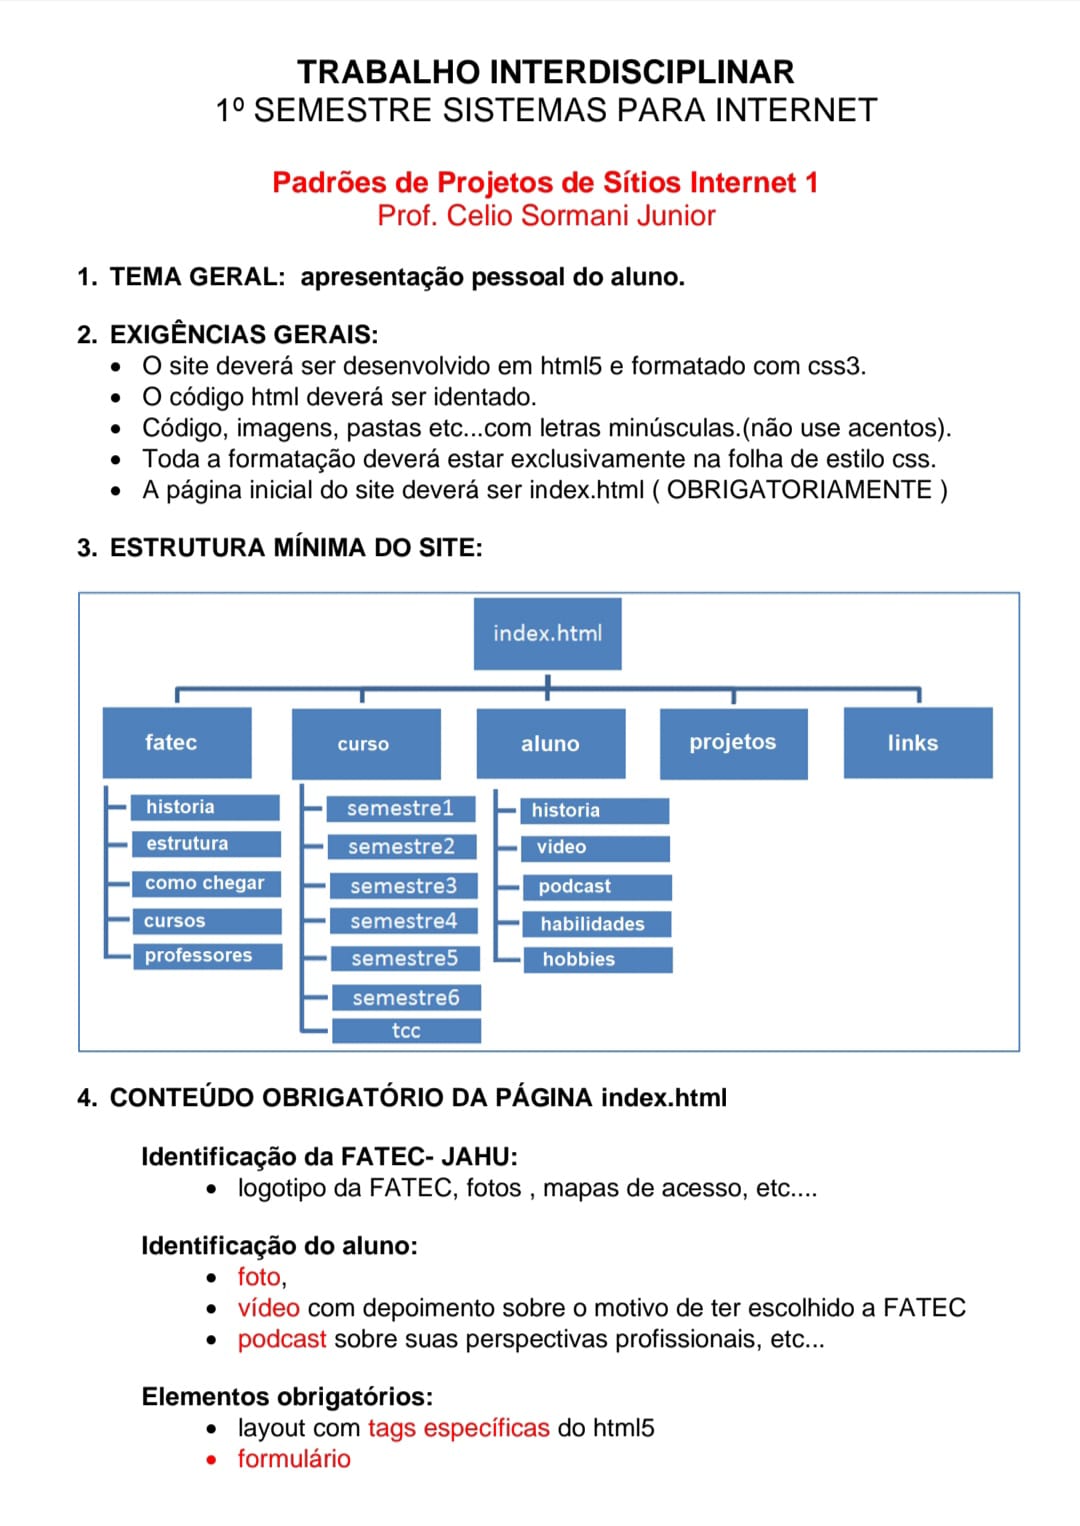 TRABALHO INTERDISCIPLINAR
1º SEMESTRE SISTEMAS PARA INTERNET
Padrões de Projetos de Sítios Internet 1
Prof. Celio Sormani Junior
1. TEMA GERAL: apresentação pessoal do aluno.
2. EXIGÊNCIAS GERAIS:
• O site deverá ser desenvolvido em html5 e formatado com css3.
• O código html deverá ser identado.
• Código, imagens, pastas etc...com letras minúsculas.(não use acentos).
• Toda a formatação deverá estar exclusivamente na folha de estilo css.
• A página inicial do site deverá ser index.html ( OBRIGATORIAMENTE )
3. ESTRUTURA MÍNIMA DO SITE:
index.html
fatec
historia
estrutura
como chegar
cursos
professores
curso
semestre1
semestre2
semestre3
semestre4
semestre5
semestre6
tcc
aluno
historia
video
podcast
habilidades
hobbies
projetos
links
4. CONTEÚDO OBRIGATÓRIO DA PÁGINA index.html
Identificação da FATEC- JAHU:
• logotipo da FATEC, fotos , mapas de acesso, etc....
Identificação do aluno:
• foto,
• vídeo com depoimento sobre o motivo de ter escolhido a FATEC
• podcast sobre suas perspectivas profissionais, etc...
Elementos obrigatórios:
• layout com tags específicas do html5
• formulário